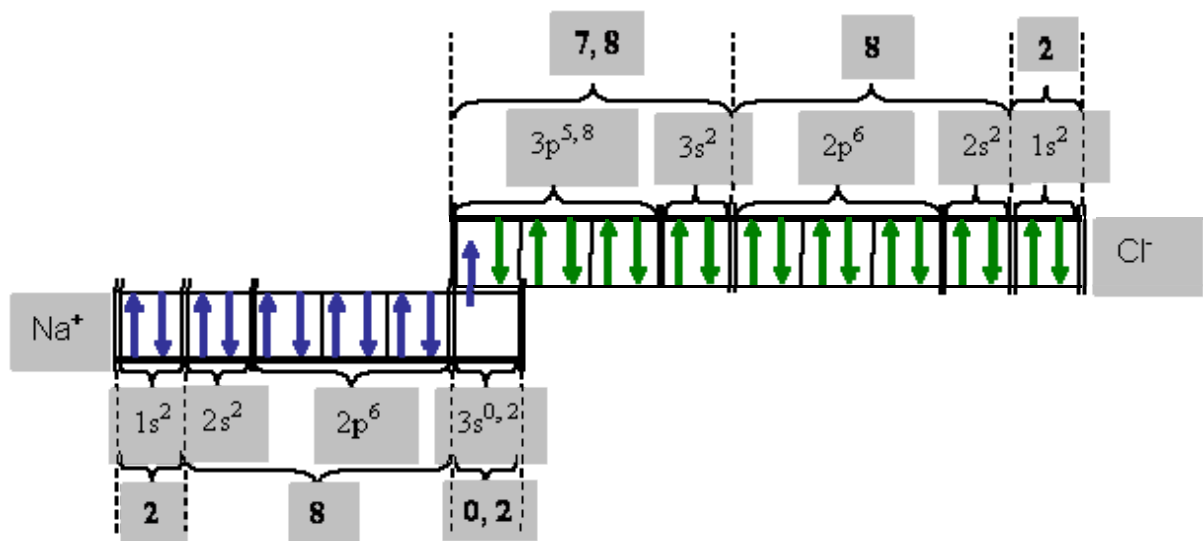 7, 8 8 2
3p⁵,⁸ 3s² 2p⁶ 2s² 1s²
Cl⁻
Na⁺
1s² 2s² 2p⁶ 3s⁰,²
2 8 0, 2